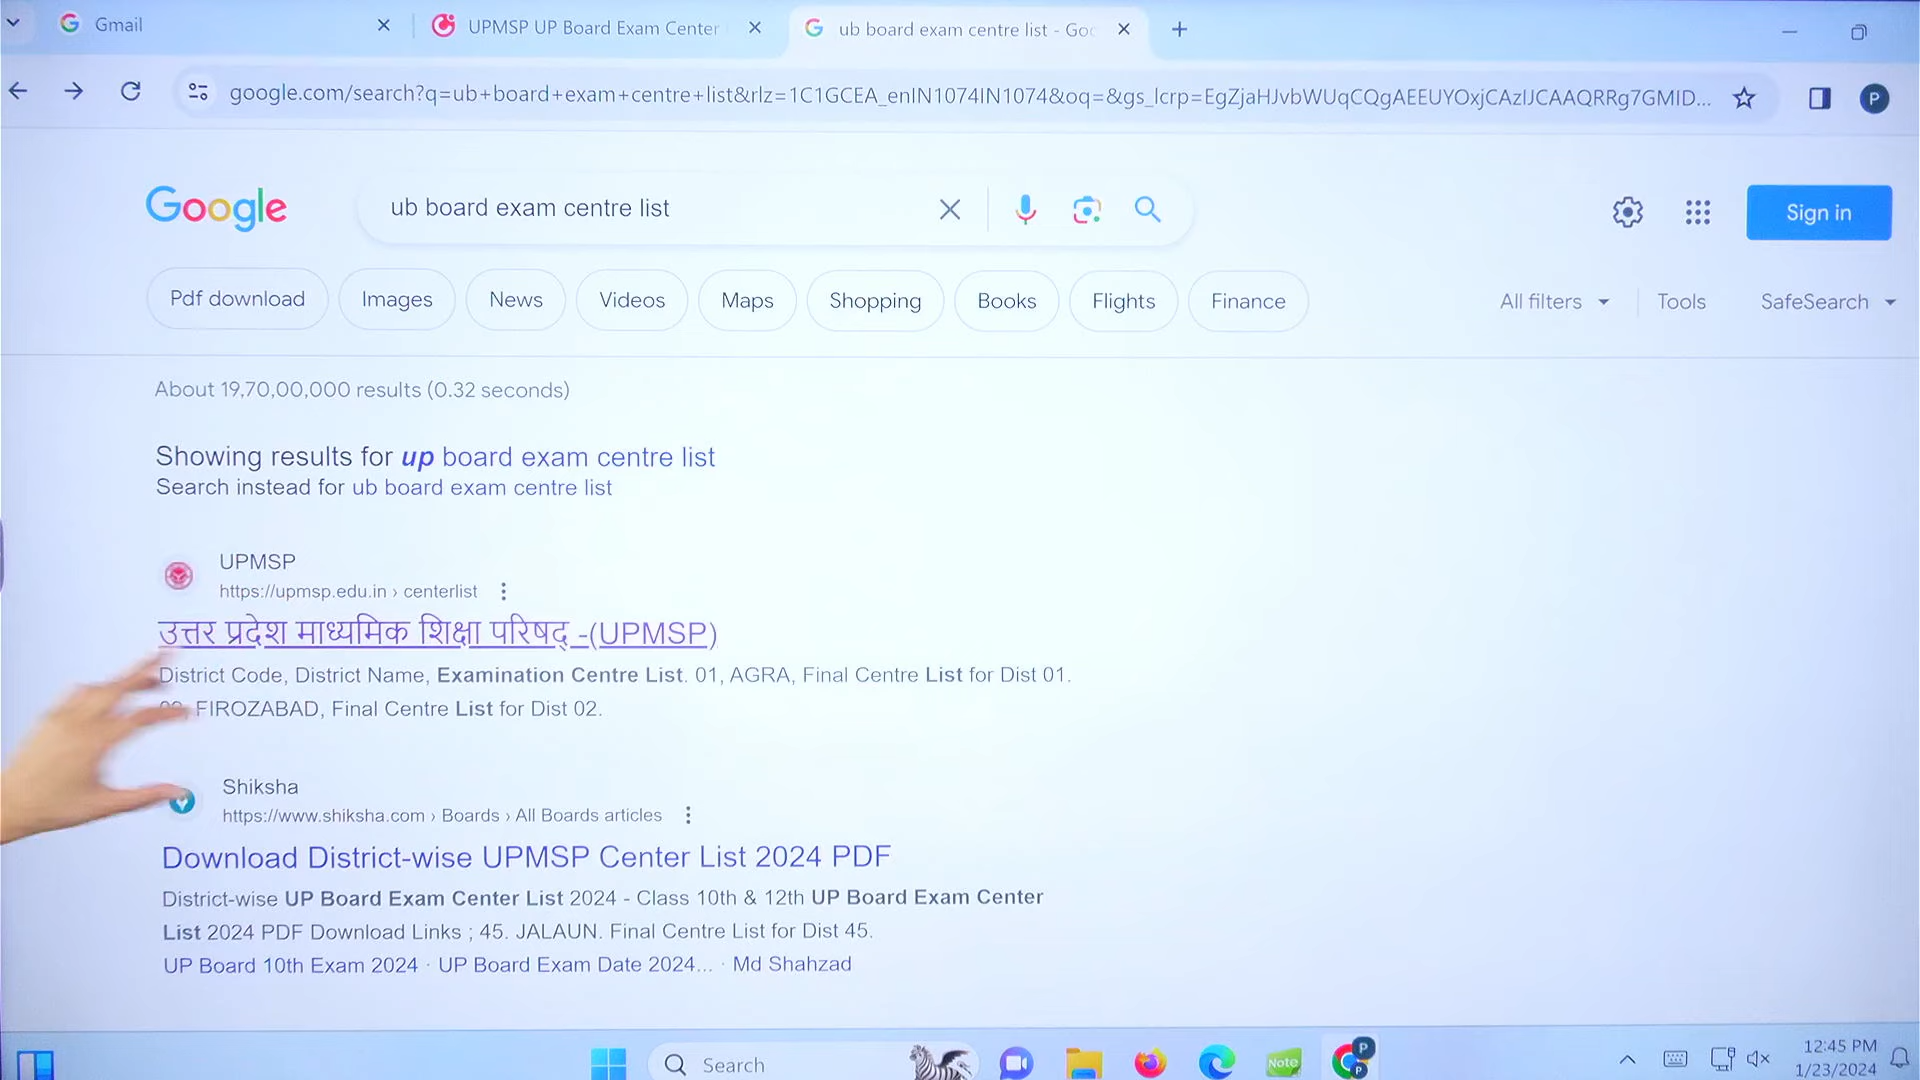 Gmail
UPMSP UP Board Exam Center
ub board exam centre list - Goo
google.com/search?q=ub+board+exam+centre+list&rlz=1C1GCEA_enIN1074IN1074&oq=&gs_lcrp=EgZjaHJvbWUqCQgAEEUYOxjCAzIJCAAQRRg7GMID...
P
Google
ub board exam centre list
Sign in
Pdf download
Images
News
Videos
Maps
Shopping
Books
Flights
Finance
All filters
Tools
SafeSearch
About 19,70,00,000 results (0.32 seconds)
Showing results for up board exam centre list
Search instead for ub board exam centre list
UPMSP
https://upmsp.edu.in › centerlist
उत्तर प्रदेश माध्यमिक शिक्षा परिषद् -(UPMSP)
District Code, District Name, Examination Centre List. 01, AGRA, Final Centre List for Dist 01.
FIROZABAD, Final Centre List for Dist 02.
Shiksha
https://www.shiksha.com › Boards › All Boards articles
Download District-wise UPMSP Center List 2024 PDF
District-wise UP Board Exam Center List 2024 - Class 10th & 12th UP Board Exam Center
List 2024 PDF Download Links ; 45. JALAUN. Final Centre List for Dist 45.
UP Board 10th Exam 2024 · UP Board Exam Date 2024... · Md Shahzad
Search
Note
P
P
12:45 PM
1/23/2024